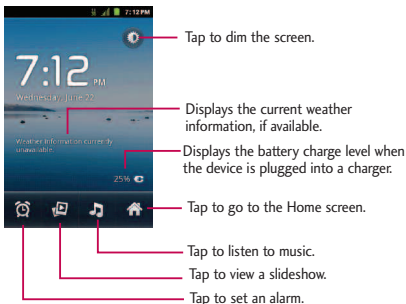 7:12 PM
Tap to dim the screen.
7:12 PM
Wednesday, June 22
Displays the current weather
information, if available.
Weather information currently
unavailable.
Displays the battery charge level when
the device is plugged into a charger.
25%
Tap to go to the Home screen.
Tap to listen to music.
Tap to view a slideshow.
Tap to set an alarm.